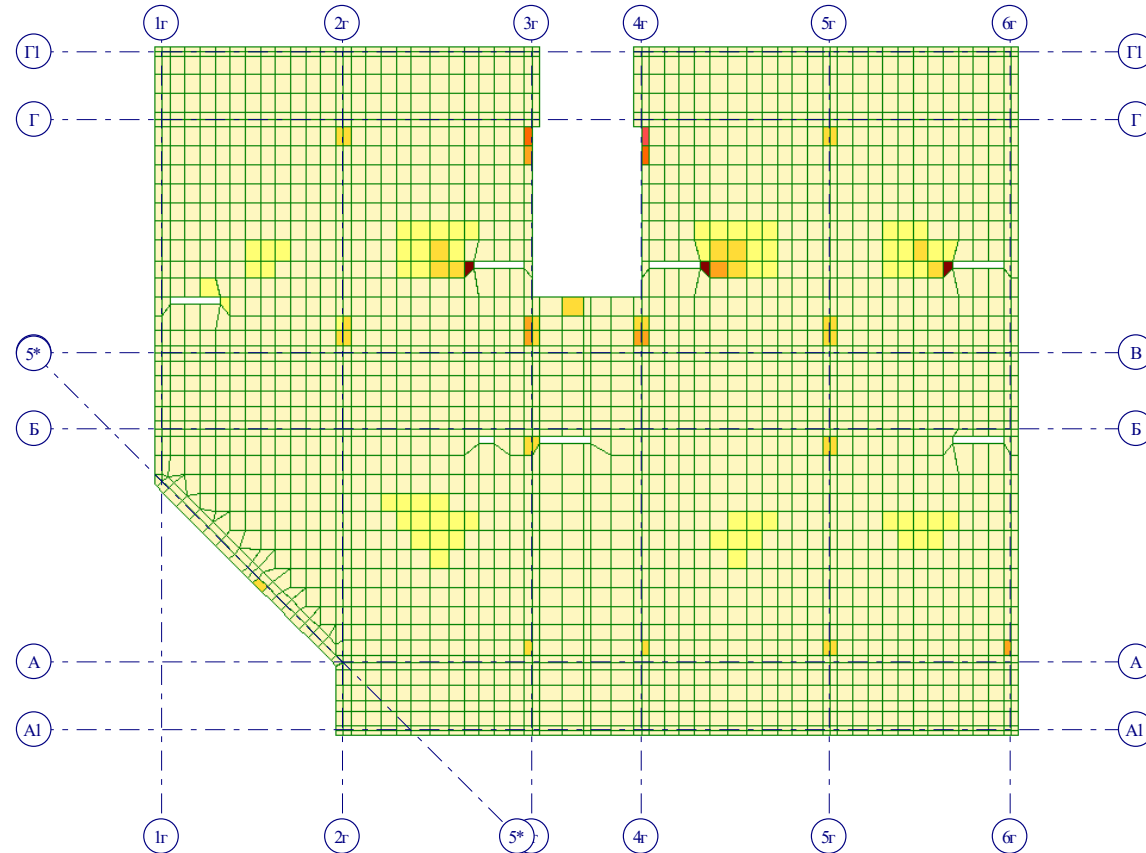 1г 2г 3г 4г 5г 6г
Г1 Г1
Г Г
5* В
Б Б
А А
А1 А1
1г 2г 5* г 4г 5г 6г